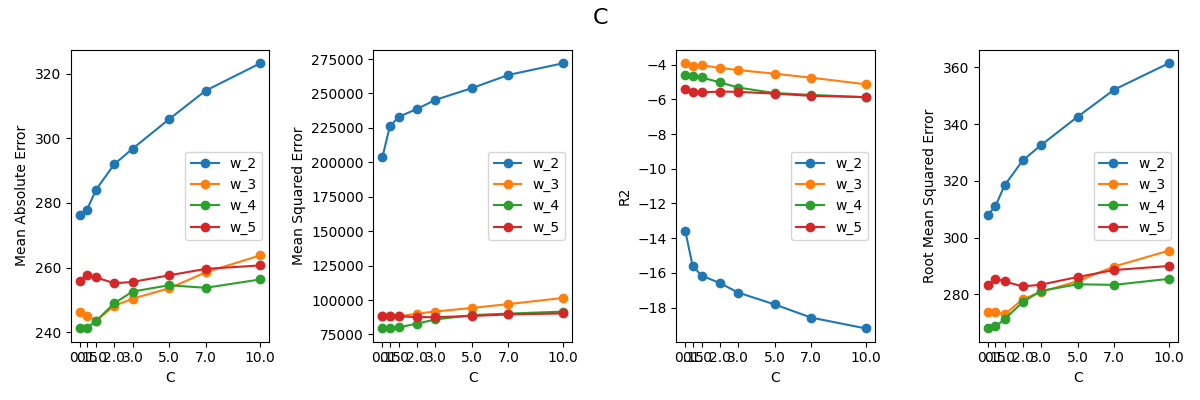 C
Mean Absolute Error
320
300
280
260
240
2.0
3.0
5.0
7.0
10.0
C
w_2
w_3
w_4
w_5
Mean Squared Error
275000
250000
225000
200000
175000
150000
125000
100000
75000
2.0
3.0
5.0
7.0
10.0
C
w_2
w_3
w_4
w_5
R2
−4
−6
−8
−10
−12
−14
−16
−18
2.0
3.0
5.0
7.0
10.0
C
w_2
w_3
w_4
w_5
Root Mean Squared Error
360
340
320
300
280
2.0
3.0
5.0
7.0
10.0
C
w_2
w_3
w_4
w_5